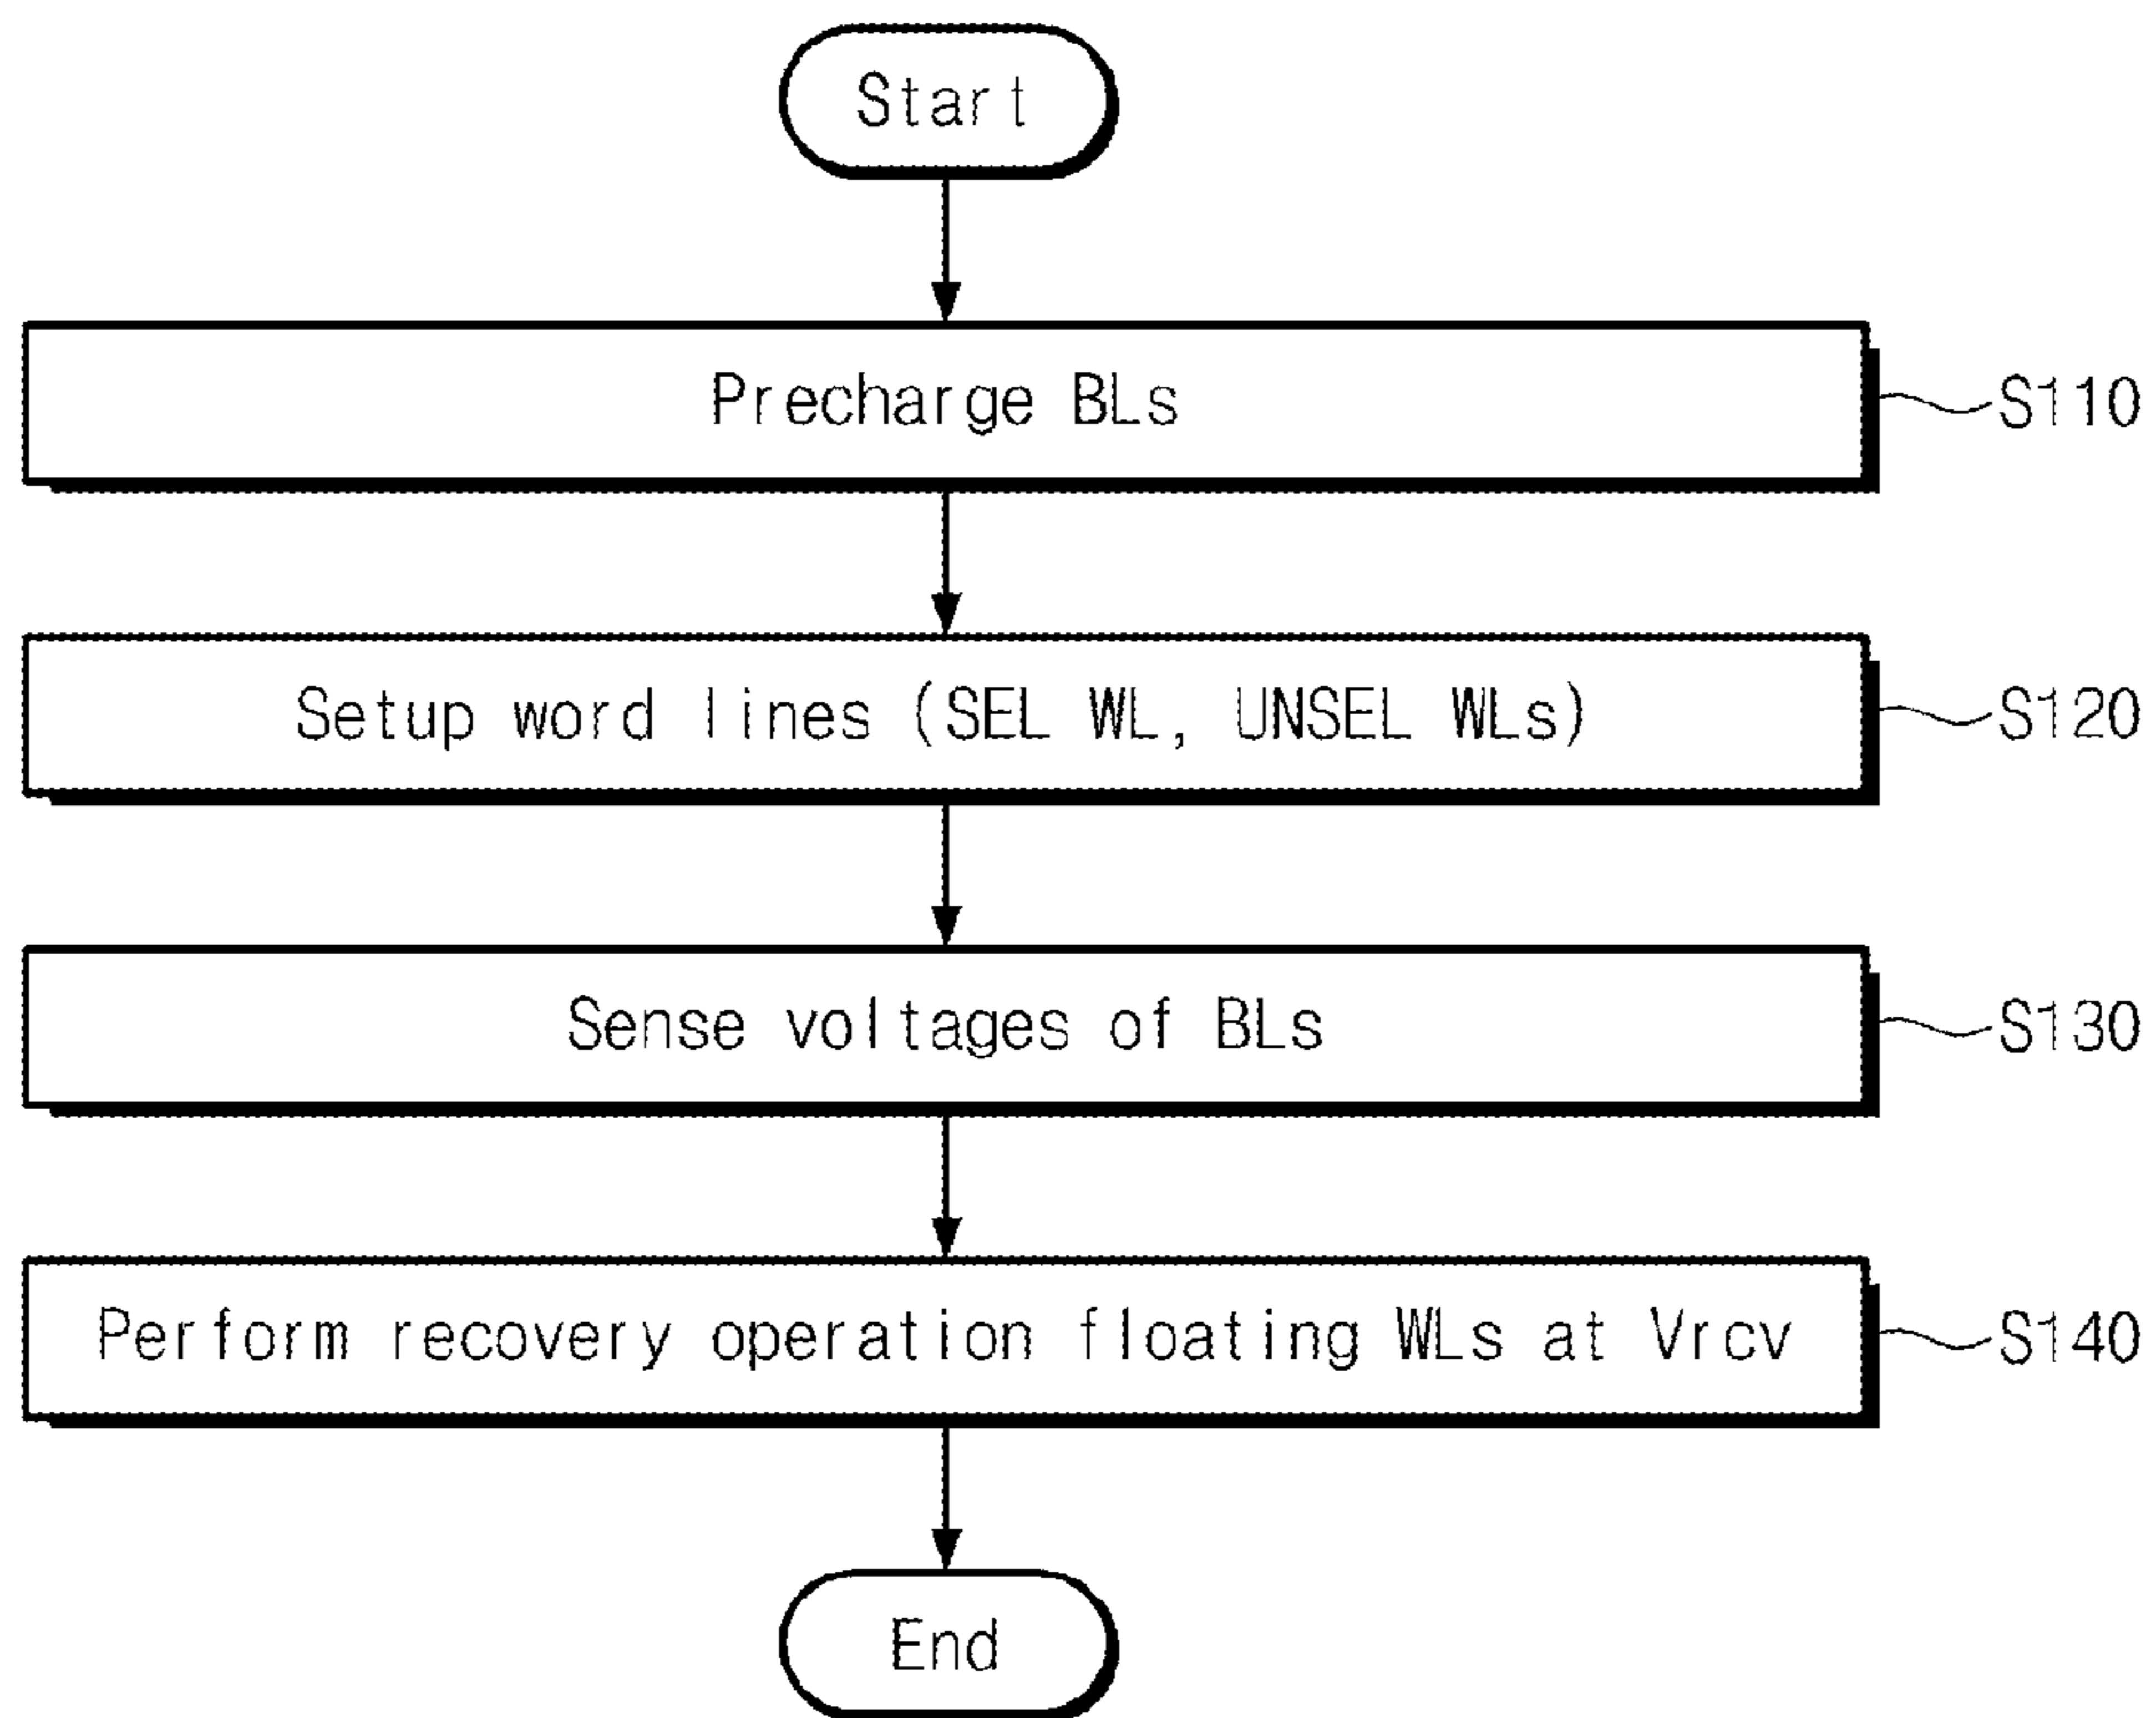 Start
Precharge BLs
S110
Setup word lines (SEL WL, UNSEL WLs)
S120
Sense voltages of BLs
S130
Perform recovery operation floating WLs at Vrcv
S140
End